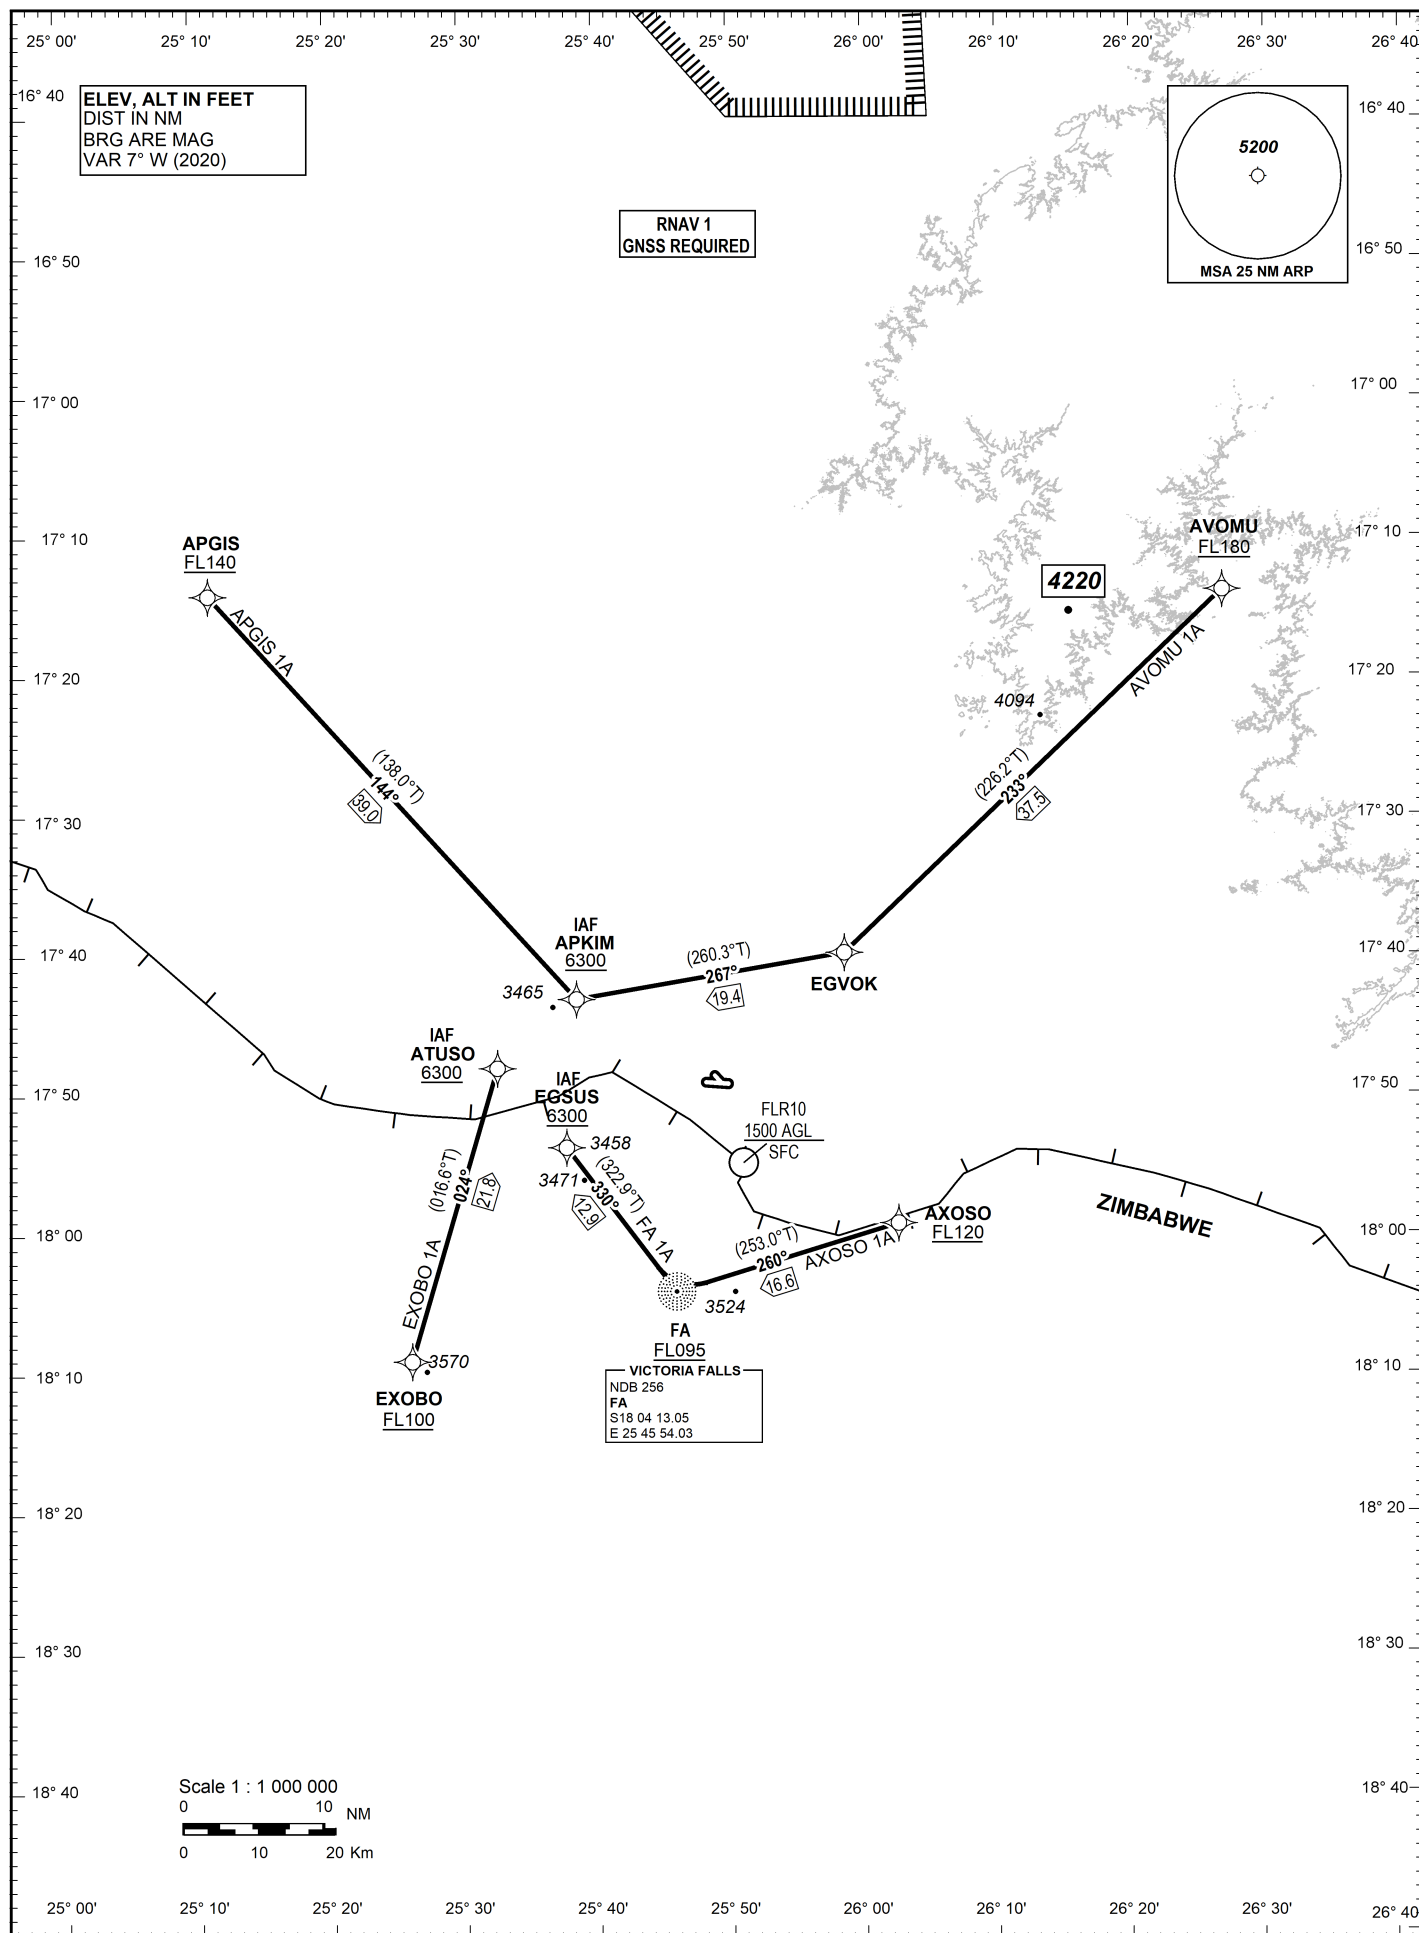 25° 00'
25° 10'
25° 20'
25° 30'
25° 40'
25° 50'
26° 00'
26° 10'
26° 20'
26° 30'
26° 40'
16° 40
ELEV, ALT IN FEET
DIST IN NM
BRG ARE MAG
VAR 7° W (2020)
16° 40
5200
MSA 25 NM ARP
RNAV 1
GNSS REQUIRED
16° 50
16° 50
17° 00
17° 00
17° 10
17° 10
APGIS
FL140
APGIS 1A
AVOMU
FL180
AVOMU 1A
4220
17° 20
17° 20
4094
(138.0°T)
144°
39.0
(226.2°T)
233°
37.5
17° 30
17° 30
IAF
APKIM
6300
3465
(260.3°T)
267°
19.4
EGVOK
17° 40
17° 40
IAF
ATUSO
6300
IAF
EGSUS
6300
17° 50
17° 50
FLR10
1500 AGL
SFC
3458
3471
(322.9°T)
330°
12.9
FA 1A
(016.6°T)
024°
21.8
EXOBO 1A
(253.0°T)
260°
16.6
AXOSO 1A
AXOSO
FL120
ZIMBABWE
18° 00
18° 00
3524
FA
FL095
VICTORIA FALLS
NDB 256
FA
S18 04 13.05
E 25 45 54.03
3570
EXOBO
FL100
18° 10
18° 10
18° 20
18° 20
18° 30
18° 30
18° 40
18° 40
Scale 1 : 1 000 000
0 10 NM
0 10 20 Km
25° 00'
25° 10'
25° 20'
25° 30'
25° 40'
25° 50'
26° 00'
26° 10'
26° 20'
26° 30'
26° 40